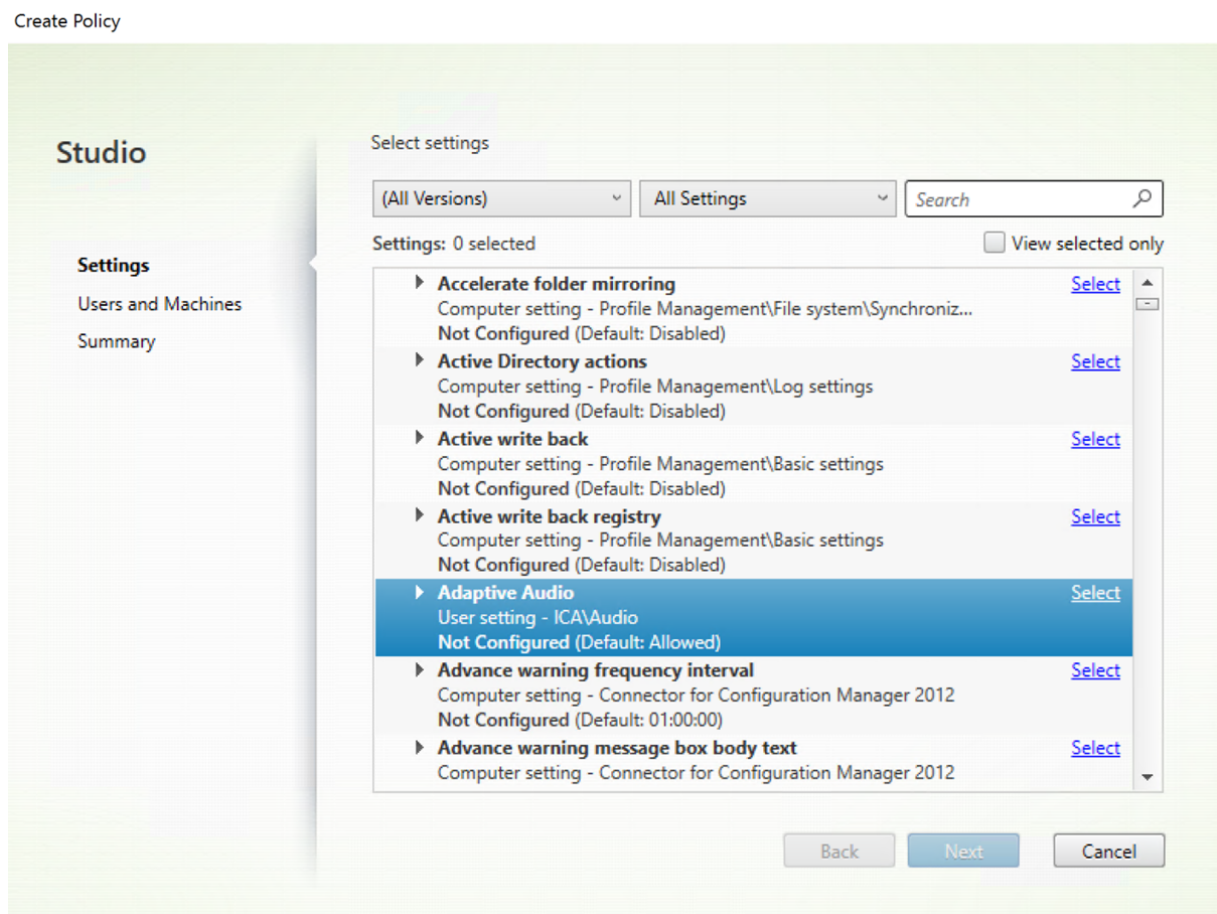 Create Policy
Studio
Settings
Users and Machines
Summary
Select settings
(All Versions)
All Settings
Search
Settings: 0 selected
View selected only
Accelerate folder mirroring
Select
Computer setting - Profile Management\File system\Synchroniz...
Not Configured (Default: Disabled)
Active Directory actions
Select
Computer setting - Profile Management\Log settings
Not Configured (Default: Disabled)
Active write back
Select
Computer setting - Profile Management\Basic settings
Not Configured (Default: Disabled)
Active write back registry
Select
Computer setting - Profile Management\Basic settings
Not Configured (Default: Disabled)
Adaptive Audio
Select
User setting - ICA\Audio
Not Configured (Default: Allowed)
Advance warning frequency interval
Select
Computer setting - Connector for Configuration Manager 2012
Not Configured (Default: 01:00:00)
Advance warning message box body text
Select
Computer setting - Connector for Configuration Manager 2012
Back
Next
Cancel